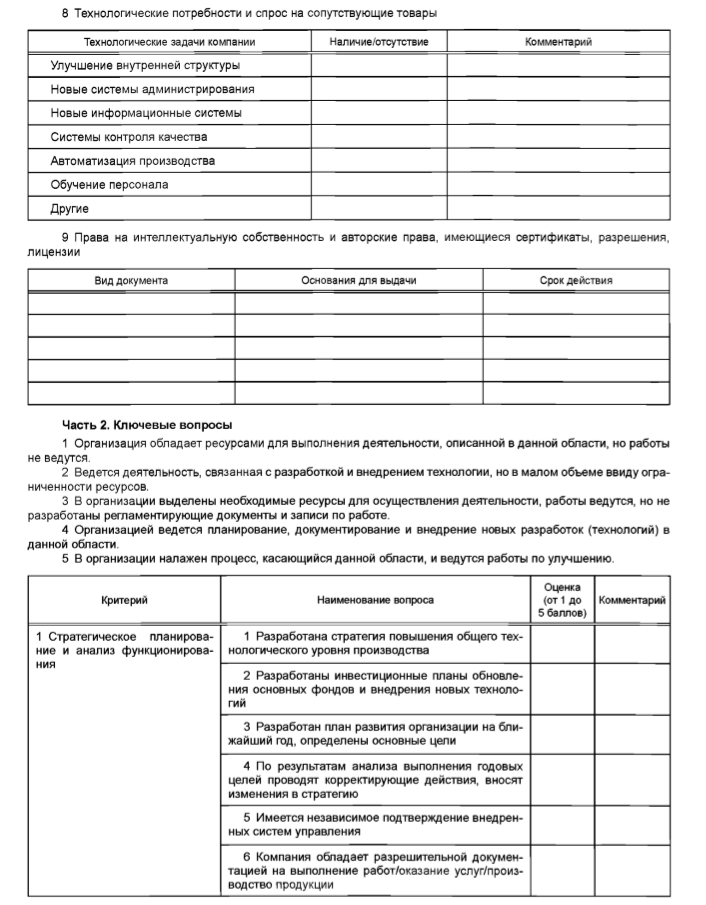 8 Технологические потребности и спрос на сопутствующие товары
Технологические задачи компании Наличие/отсутствие Комментарий
Улучшение внутренней структуры
Новые системы администрирования
Новые информационные системы
Системы контроля качества
Автоматизация производства
Обучение персонала
Другие
9 Права на интеллектуальную собственность и авторские права, имеющиеся сертификаты, разрешения,
лицензии
Вид документа Основания для выдачи Срок действия
Часть 2. Ключевые вопросы
1 Организация обладает ресурсами для выполнения деятельности, описанной в данной области, но работы
не ведутся.
2 Ведется деятельность, связанная с разработкой и внедрением технологии, но в малом объеме ввиду огра-
ниченности ресурсов.
3 В организации выделены необходимые ресурсы для осуществления деятельности, работы ведутся, но не
разработаны регламентирующие документы и записи по работе.
4 Организацией ведется планирование, документирование и внедрение новых разработок (технологий) в
данной области.
5 В организации налажен процесс, касающийся данной области, и ведутся работы по улучшению.
Критерий
Наименование вопроса
Оценка
(от 1 до
5 баллов)
Комментарий
1 Стратегическое планирова-
ние и анализ функционирова-
ния
1 Разработана стратегия повышения общего тех-
нологического уровня производства
2 Разработаны инвестиционные планы обновле-
ния основных фондов и внедрения новых техноло-
гий
3 Разработан план развития организации на бли-
жайший год, определены основные цели
4 По результатам анализа выполнения годовых
целей проводят корректирующие действия, вносят
изменения в стратегию
5 Имеется независимое подтверждение внедрен-
ных систем управления
6 Компания обладает разрешительной докумен-
тацией на выполнение работ/оказание услуг/произ-
водство продукции